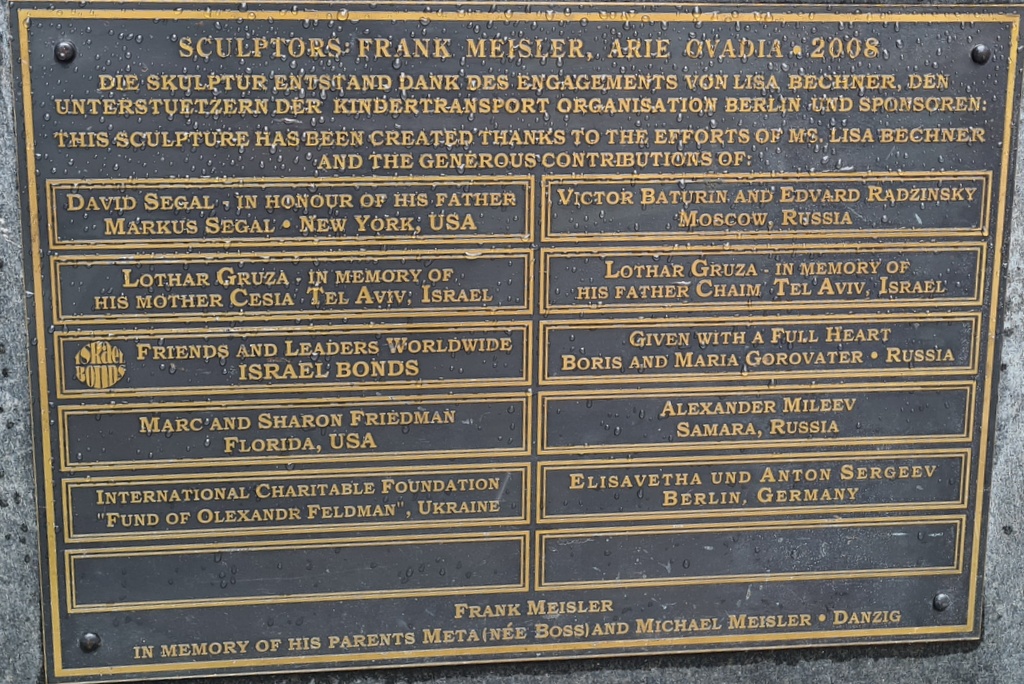 SCULPTORS: FRANK MEISLER, ARIE OVADIA • 2008
DIE SKULPTUR ENTSTAND DANK DES ENGAGEMENTS VON LISA BECHNER, DEN
UNTERSTUETZERN DER KINDERTRANSPORT ORGANISATION BERLIN UND SPONSOREN:
THIS SCULPTURE HAS BEEN CREATED THANKS TO THE EFFORTS OF MS. LISA BECHNER
AND THE GENEROUS CONTRIBUTIONS OF:
DAVID SEGAL - IN HONOUR OF HIS FATHER
MARKUS SEGAL • NEW YORK, USA
VICTOR BATURIN AND EDVARD RADZINSKY
MOSCOW, RUSSIA
LOTHAR GRUZA - IN MEMORY OF
HIS MOTHER CESIA TEL AVIV, ISRAEL
LOTHAR GRUZA - IN MEMORY OF
HIS FATHER CHAIM TEL AVIV, ISRAEL
ISRAEL
BONDS
FRIENDS AND LEADERS WORLDWIDE
ISRAEL BONDS
GIVEN WITH A FULL HEART
BORIS AND MARIA GOROVATER • RUSSIA
MARC AND SHARON FRIEDMAN
FLORIDA, USA
ALEXANDER MILEEV
SAMARA, RUSSIA
INTERNATIONAL CHARITABLE FOUNDATION
"FUND OF OLEXANDR FELDMAN", UKRAINE
ELISAVETHA UND ANTON SERGEEV
BERLIN, GERMANY
FRANK MEISLER
IN MEMORY OF HIS PARENTS META (NÉE BOSS) AND MICHAEL MEISLER • DANZIG